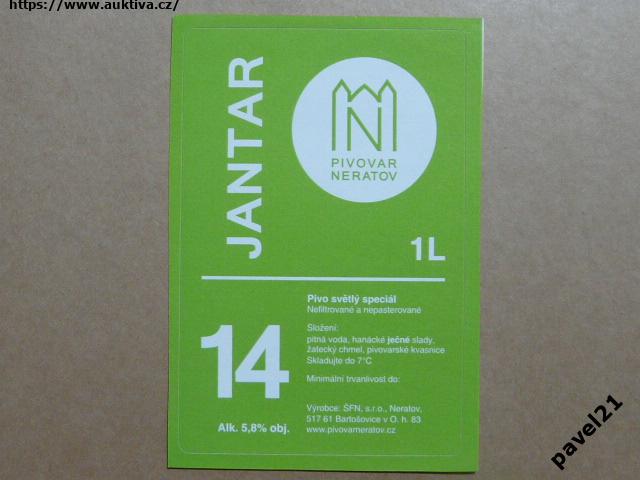 https://www.auktiva.cz/
JANTAR
PIVOVAR
NERATOV
1L
Pivo světlý speciál
Nefiltrované a nepasterované
Složení:
pitná voda, hanácké ječné slady,
žatecký chmel, pivovarské kvasnice
Skladujte do 7°C
Minimální trvanlivost do:
14
Alk. 5,8% obj.
Výrobce: ŠFN, s.r.o., Neratov,
517 61 Bartošovice v O. h. 83
www.pivovarneratov.cz
pavel21